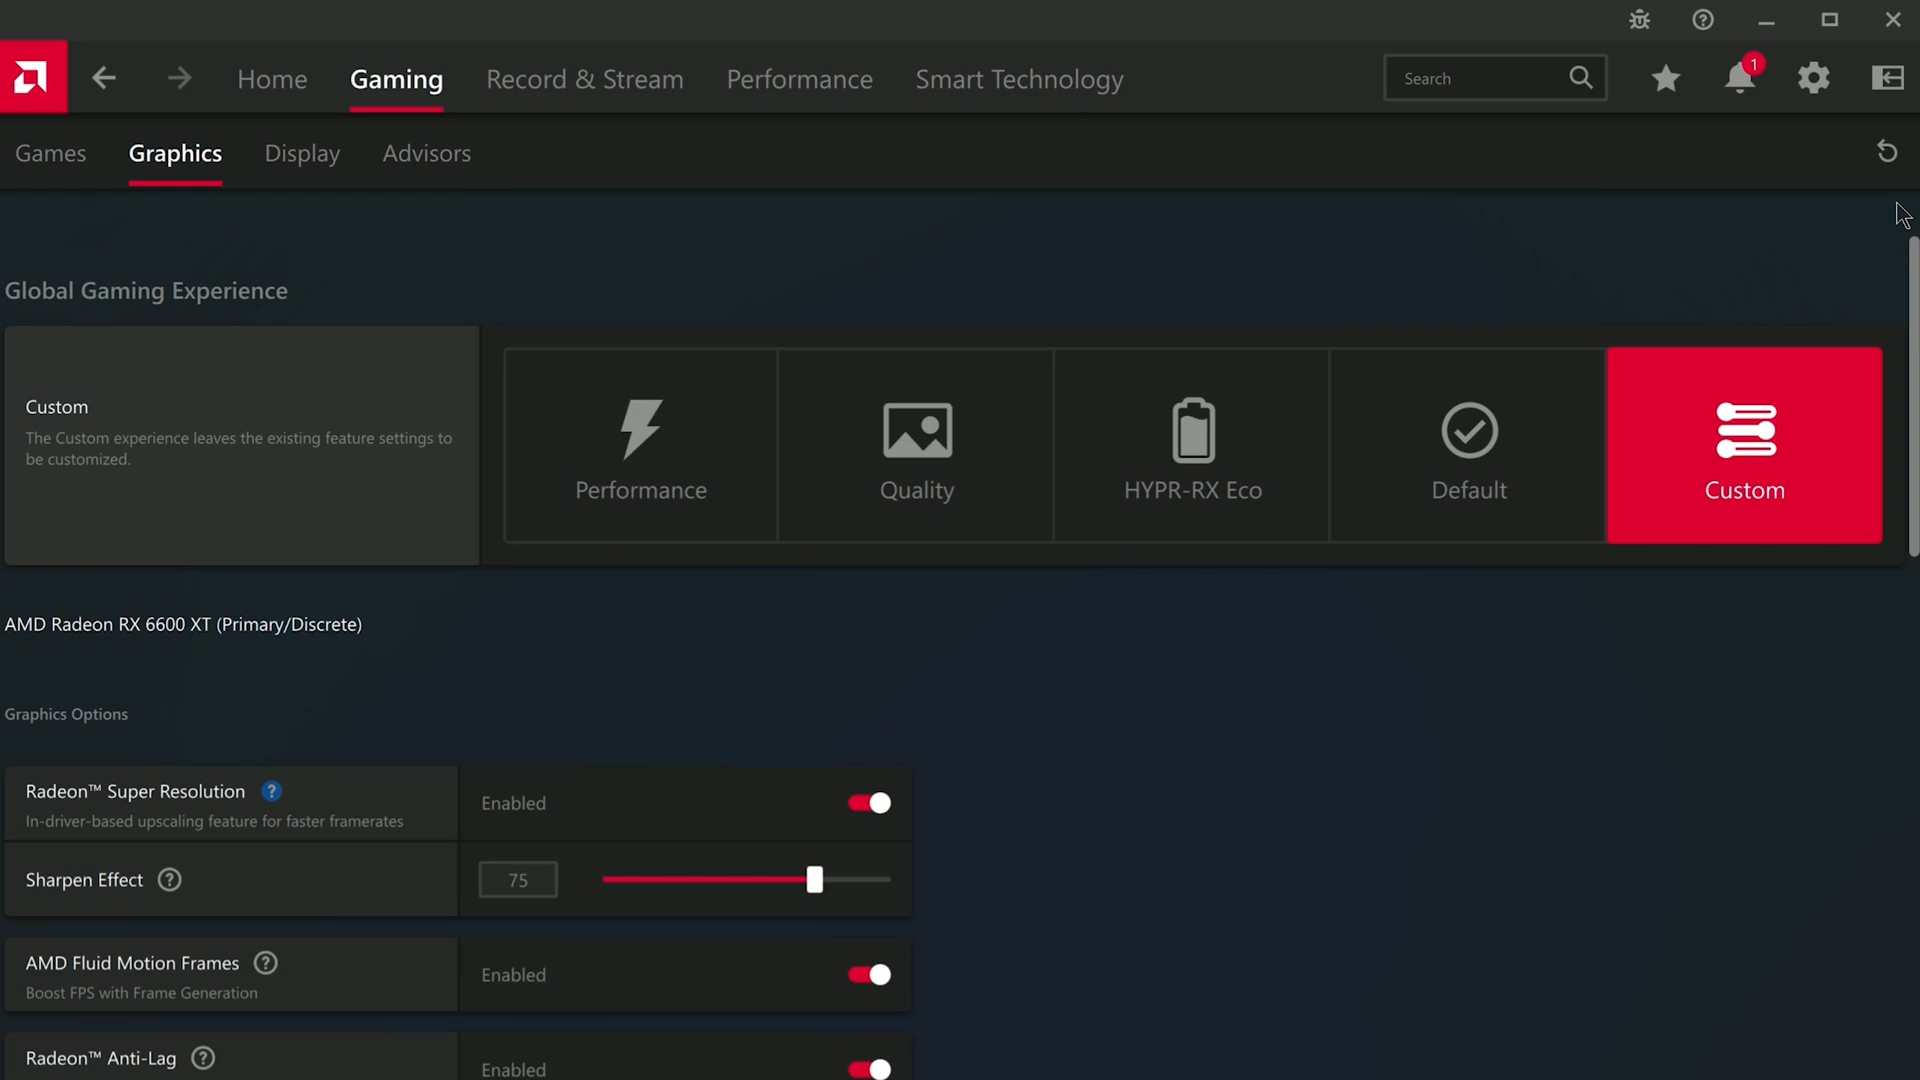 Home
Gaming
Record & Stream
Performance
Smart Technology
Search
1
Games
Graphics
Display
Advisors
Global Gaming Experience
Custom
The Custom experience leaves the existing feature settings to
be customized.
Performance
Quality
HYPR-RX Eco
Default
Custom
AMD Radeon RX 6600 XT (Primary/Discrete)
Graphics Options
Radeon™ Super Resolution ?
In-driver-based upscaling feature for faster framerates
Enabled
Sharpen Effect ?
75
AMD Fluid Motion Frames ?
Boost FPS with Frame Generation
Enabled
Radeon™ Anti-Lag ?
Enabled